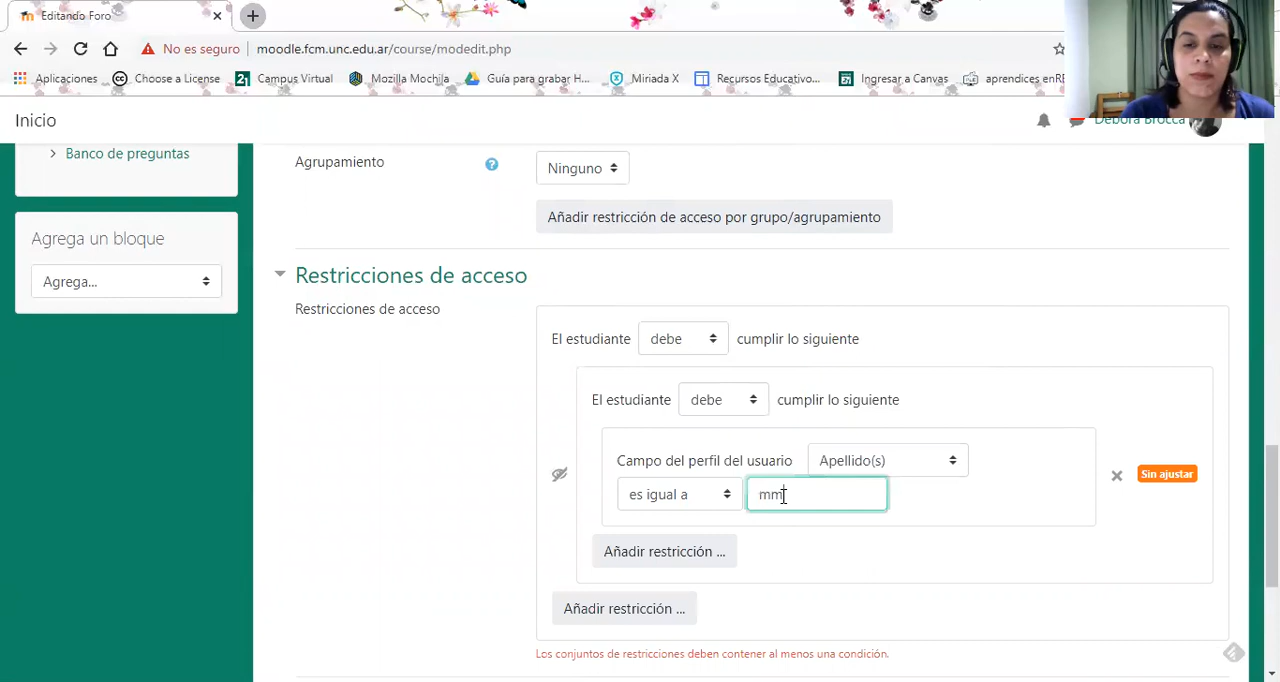 Editando Foro
No es seguro
moodle.fcm.unc.edu.ar/course/modedit.php
Aplicaciones
Choose a License
Campus Virtual
Mozilla Mochila
Guía para grabar H...
Miriada X
Recursos Educativo...
Ingresar a Canvas
aprendices enRE
Inicio
Debora Brocca
Banco de preguntas
Agrega un bloque
Agrega...
Agrupamiento
Ninguno
Añadir restricción de acceso por grupo/agrupamiento
Restricciones de acceso
Restricciones de acceso
El estudiante debe cumplir lo siguiente
El estudiante debe cumplir lo siguiente
Campo del perfil del usuario Apellido(s)
es igual a mm
Sin ajustar
Añadir restricción ...
Añadir restricción ...
Los conjuntos de restricciones deben contener al menos una condición.